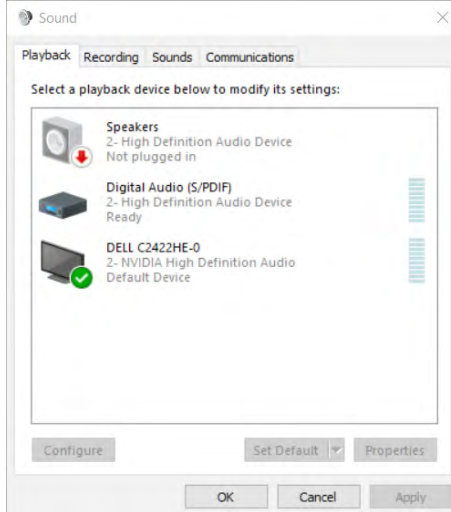 Sound
Playback Recording Sounds Communications
Select a playback device below to modify its settings:
Speakers
2- High Definition Audio Device
Not plugged in
Digital Audio (S/PDIF)
2- High Definition Audio Device
Ready
DELL C2422HE-0
2- NVIDIA High Definition Audio
Default Device
Configure Set Default Properties
OK Cancel Apply